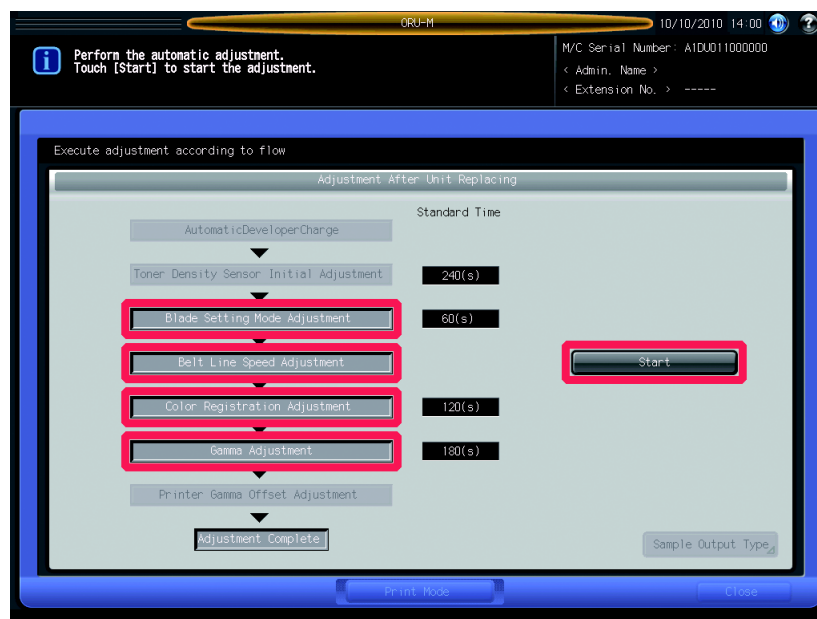 ORU-M
10/10/2010 14:00
Perform the automatic adjustment.
Touch [Start] to start the adjustment.
M/C Serial Number: A1DU011000000
< Admin. Name >
< Extension No. > -----
Execute adjustment according to flow
Adjustment After Unit Replacing
Standard Time
AutomaticDeveloperCharge
Toner Density Sensor Initial Adjustment 240(s)
Blade Setting Mode Adjustment 60(s)
Belt Line Speed Adjustment Start
Color Registration Adjustment 120(s)
Gamma Adjustment 180(s)
Printer Gamma Offset Adjustment
Adjustment Complete Sample Output Type
Print Mode Close